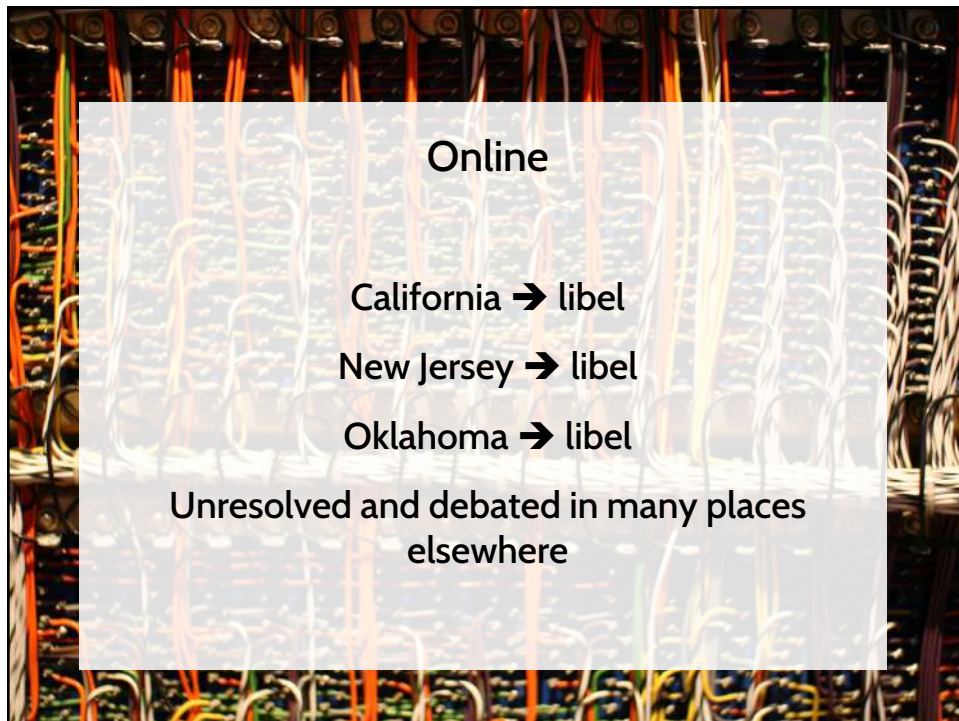 Online
California ➔ libel
New Jersey ➔ libel
Oklahoma ➔ libel
Unresolved and debated in many places
elsewhere